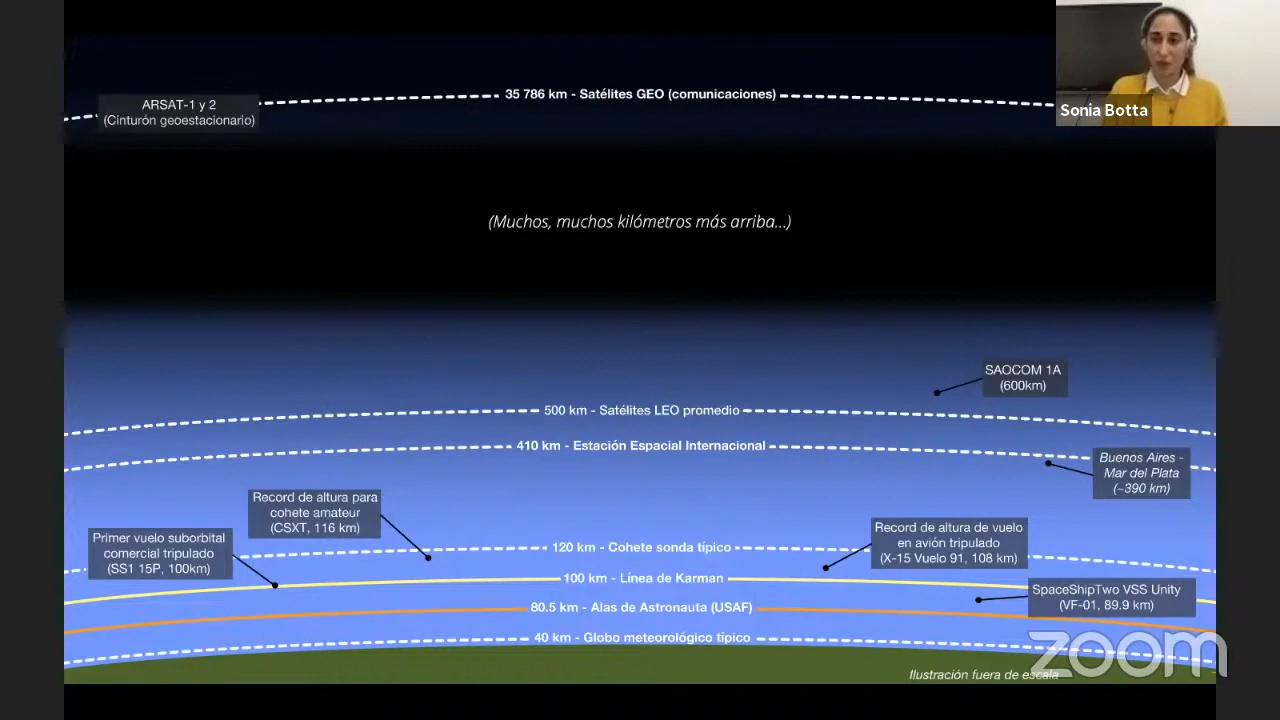 35 786 km - Satélites GEO (comunicaciones)
ARSAT-1 y 2
(Cinturón geoestacionario)
Sonia Botta
(Muchos, muchos kilómetros más arriba...)
SAOCOM 1A
(600km)
500 km - Satélites LEO promedio
410 km - Estación Espacial Internacional
Buenos Aires -
Mar del Plata
(~390 km)
Record de altura para
cohete amateur
(CSXT, 116 km)
Primer vuelo suborbital
comercial tripulado
(SS1 15P, 100km)
Record de altura de vuelo
en avión tripulado
(X-15 Vuelo 91, 108 km)
120 km - Cohete sonda típico
100 km - Línea de Karman
SpaceShipTwo VSS Unity
(VF-01, 89.9 km)
80.5 km - Alas de Astronauta (USAF)
40 km - Globo meteorológico típico
Ilustración fuera de escala
zoom